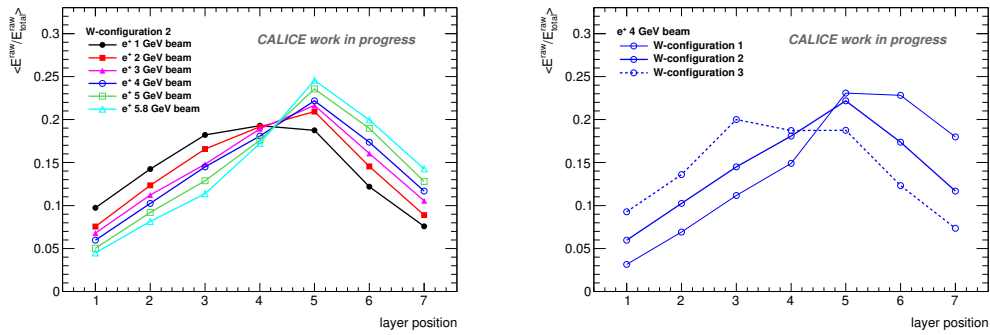 <E^raw/E^raw_total>
0.3
0.25
0.2
0.15
0.1
0.05
0
W-configuration 2
e+ 1 GeV beam
e+ 2 GeV beam
e+ 3 GeV beam
e+ 4 GeV beam
e+ 5 GeV beam
e+ 5.8 GeV beam
CALICE work in progress
1 2 3 4 5 6 7
layer position
<E^raw/E^raw_total>
0.3
0.25
0.2
0.15
0.1
0.05
0
e+ 4 GeV beam
W-configuration 1
W-configuration 2
W-configuration 3
CALICE work in progress
1 2 3 4 5 6 7
layer position